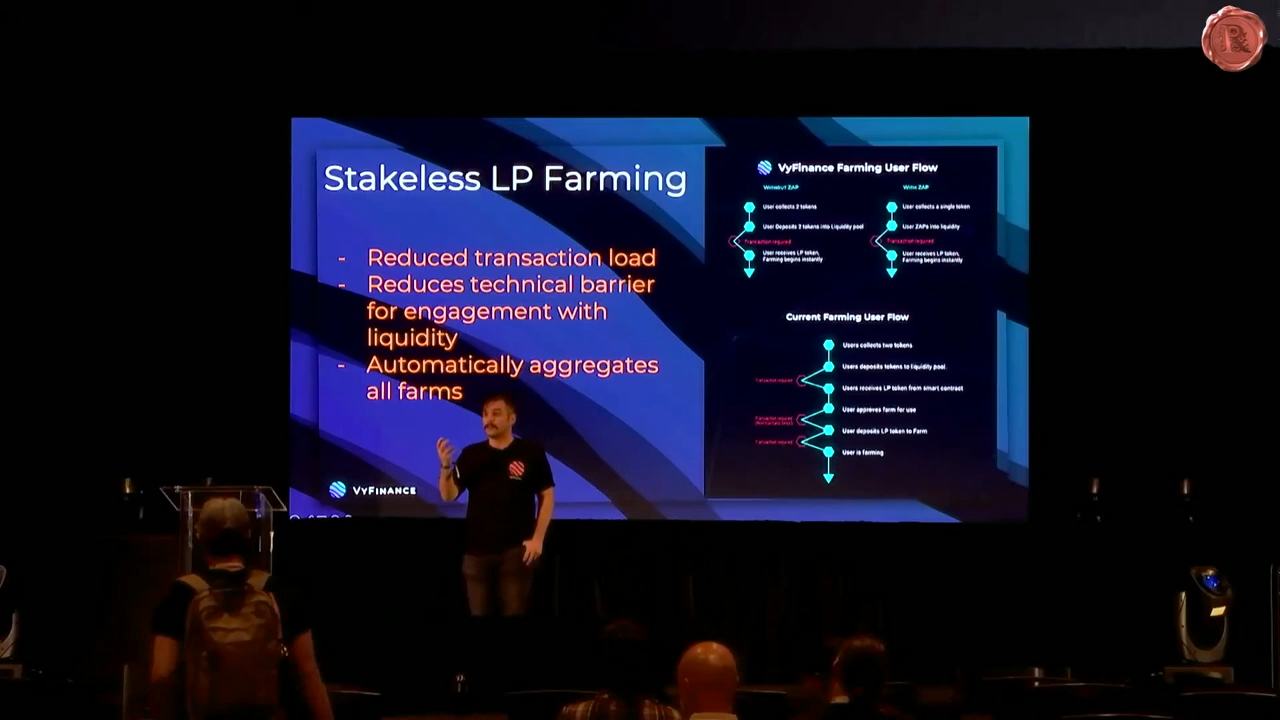 Stakeless LP Farming
- Reduced transaction load
- Reduces technical barrier
for engagement with
liquidity
- Automatically aggregates
all farms
VYFINANCE
VyFinance Farming User Flow
WITHOUT ZAP
User collects 2 tokens
User Deposits 2 tokens into Liquidity pool
Transaction required
User receives LP token,
Farming begins instantly
WITH ZAP
User collects a single token
User ZAPs into liquidity
Transaction required
User receives LP token,
Farming begins instantly
Current Farming User Flow
Users collects two tokens
Users deposits tokens to liquidity pool
Transaction required
Users receives LP token from smart contract
User approves farm for use
Transaction required
User deposits LP token to Farm
Transaction required
User is farming
R